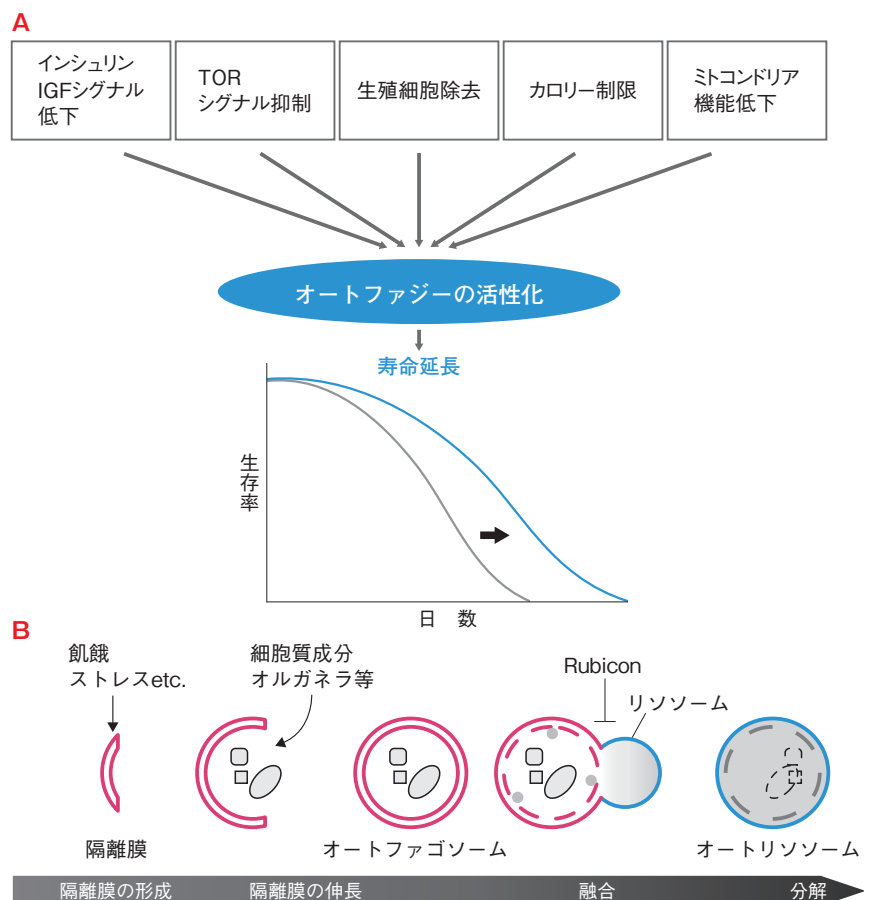 A
インシュリン
IGFシグナル
低下
TOR
シグナル抑制
生殖細胞除去
カロリー制限
ミトコンドリア
機能低下
オートファジーの活性化
寿命延長
生存率
日 数
B
飢餓
ストレスetc.
細胞質成分
オルガネラ等
Rubicon
リソソーム
隔離膜
オートファゴソーム
オートリソソーム
隔離膜の形成
隔離膜の伸長
融合
分解